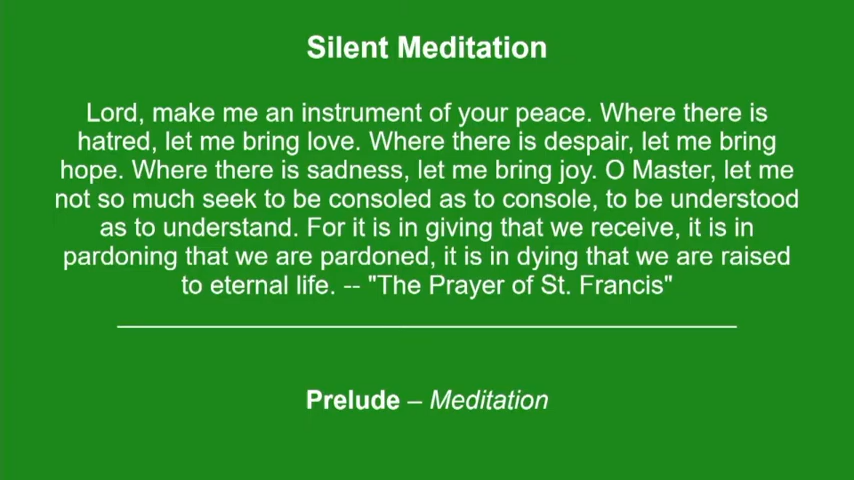 Silent Meditation
Lord, make me an instrument of your peace. Where there is
hatred, let me bring love. Where there is despair, let me bring
hope. Where there is sadness, let me bring joy. O Master, let me
not so much seek to be consoled as to console, to be understood
as to understand. For it is in giving that we receive, it is in
pardoning that we are pardoned, it is in dying that we are raised
to eternal life. -- "The Prayer of St. Francis"
Prelude – Meditation